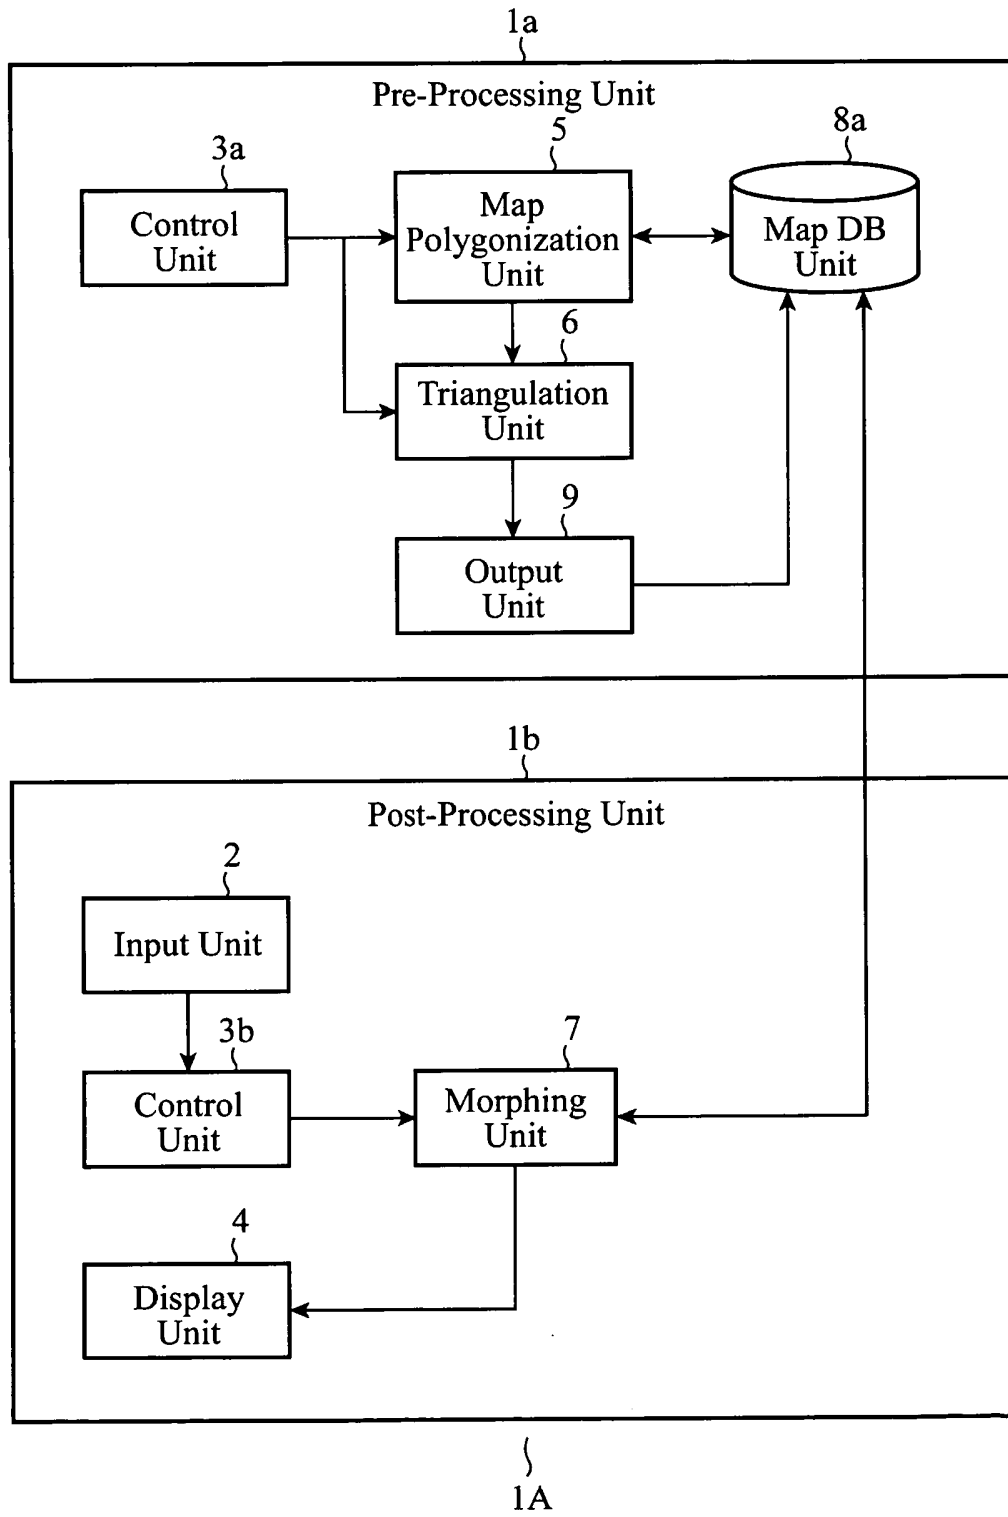 1a
Pre-Processing Unit
3a
Control
Unit
5
Map
Polygonization
Unit
8a
Map DB
Unit
6
Triangulation
Unit
9
Output
Unit
1b
Post-Processing Unit
2
Input Unit
3b
Control
Unit
7
Morphing
Unit
4
Display
Unit
1A